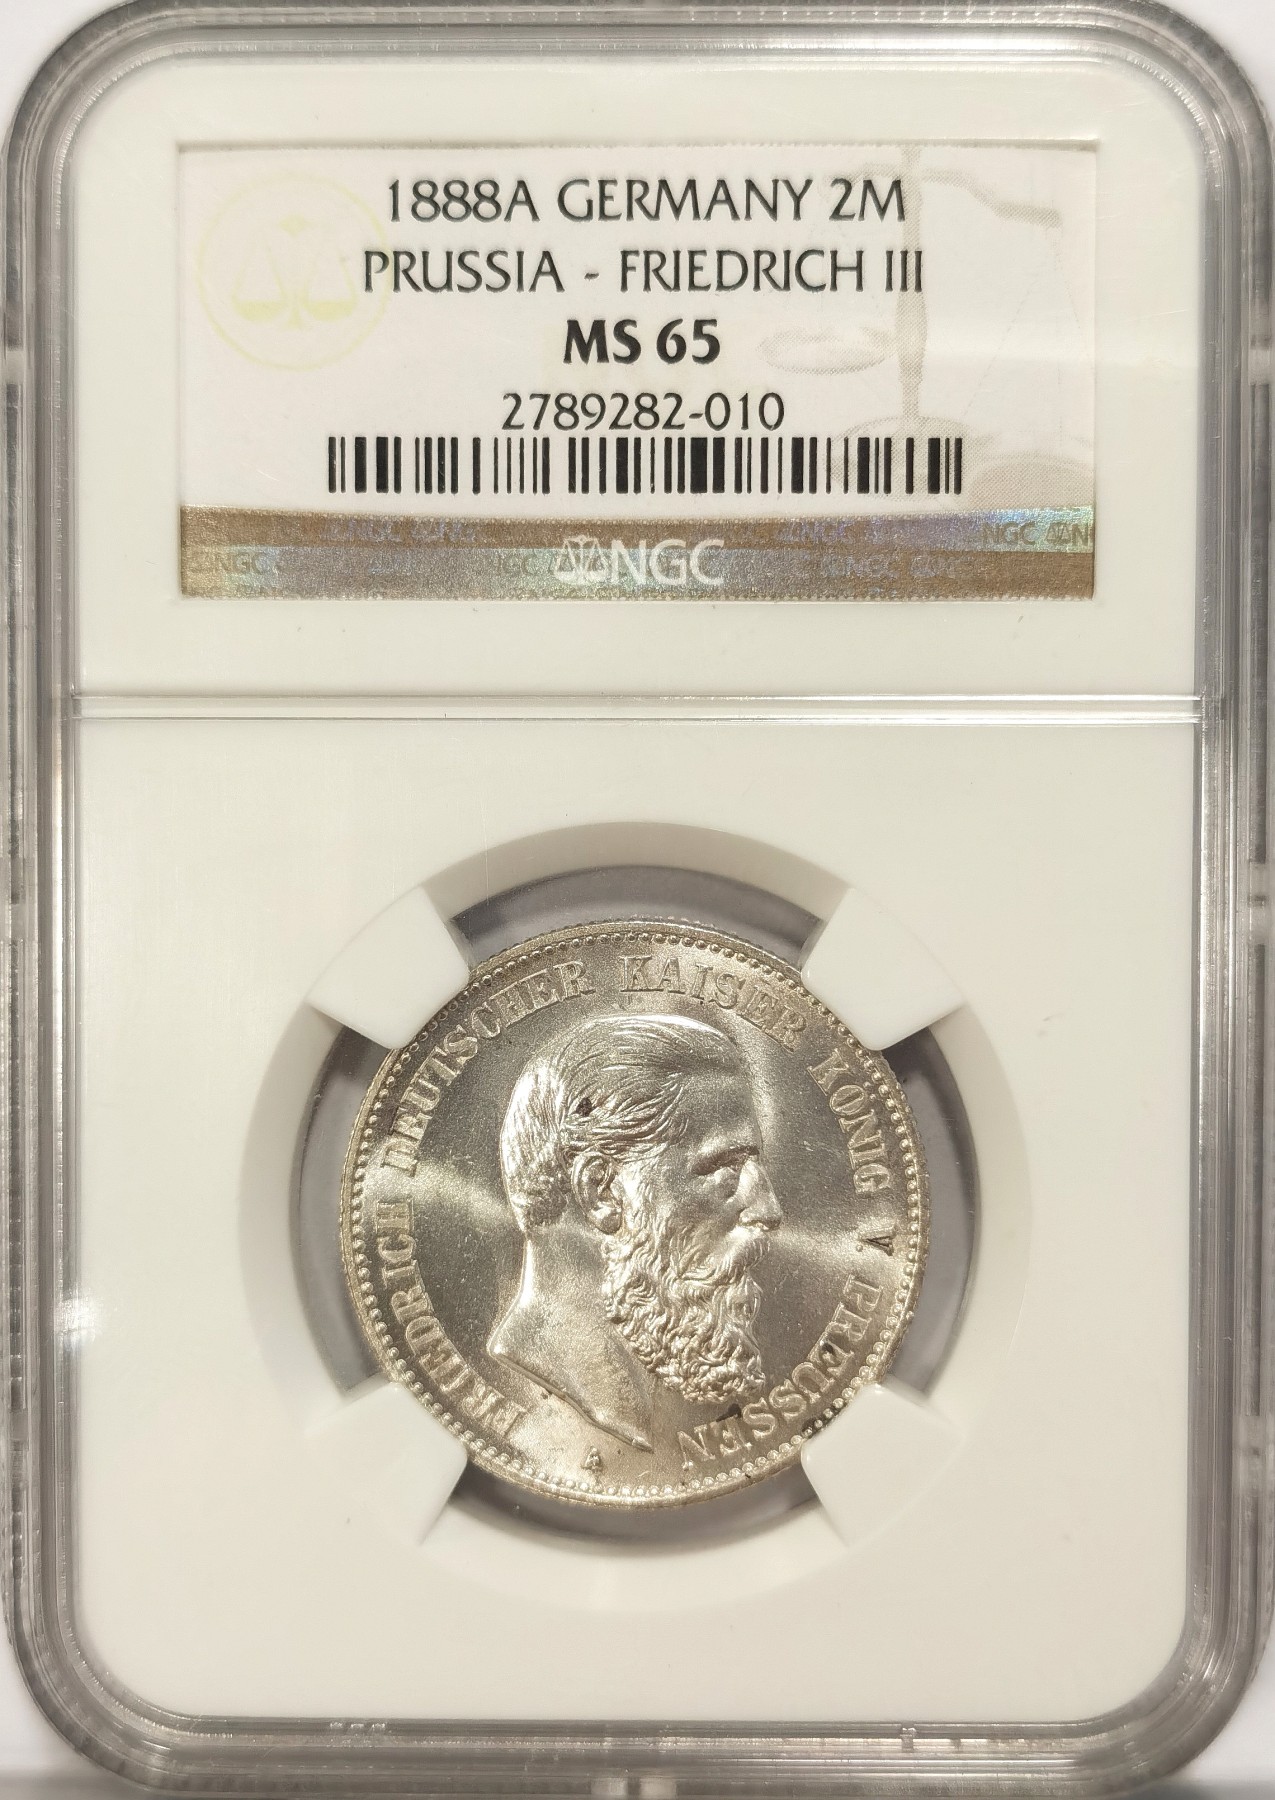 1888A GERMANY 2M
PRUSSIA - FRIEDRICH III
MS 65
2789282-010
NGC
FRIEDRICH DEUTSCHER KAISER KÖNIG V. PREUSSEN
A